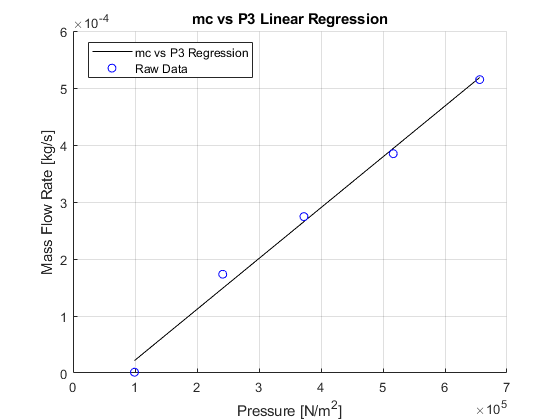 mc vs P3 Linear Regression
×10⁻⁴
6
mc vs P3 Regression
Raw Data
5
4
3
2
1
0
Mass Flow Rate [kg/s]
0 1 2 3 4 5 6 7
Pressure [N/m²]
×10⁵